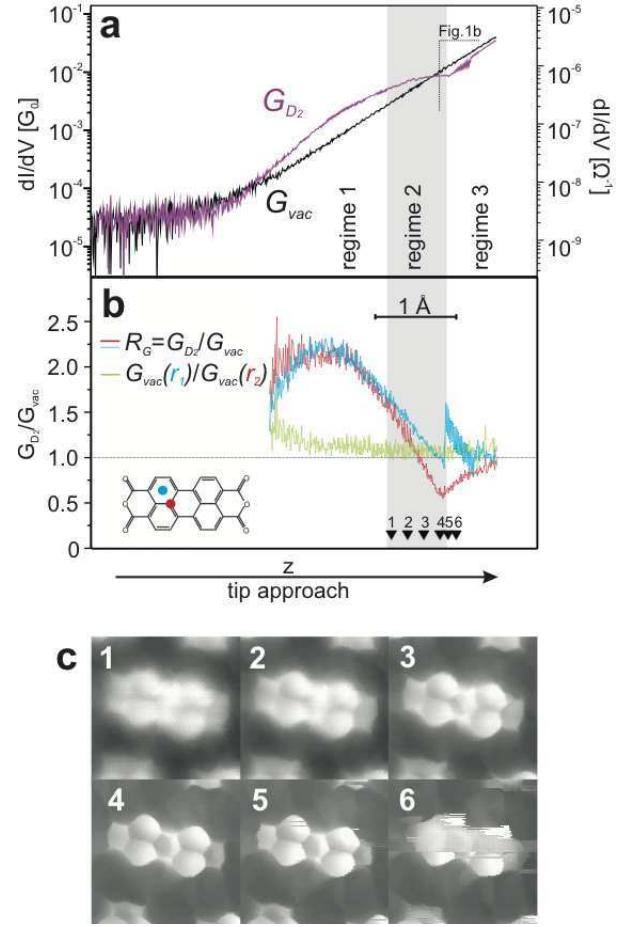 a
Fig.1b
10⁻¹
10⁻²
10⁻³
10⁻⁴
10⁻⁵
dI/dV [G₀]
10⁻⁵
10⁻⁶
10⁻⁷
10⁻⁸
10⁻⁹
dI/dV [Ω⁻¹]
G_D₂
G_vac
regime 1
regime 2
regime 3
b
1 Å
R_G=G_D₂/G_vac
G_vac(r₁)/G_vac(r₂)
2.5
2.0
1.5
1.0
0.5
0
G_D₂/G_vac
1 2 3 4 5 6
z
tip approach
c
1 2 3
4 5 6